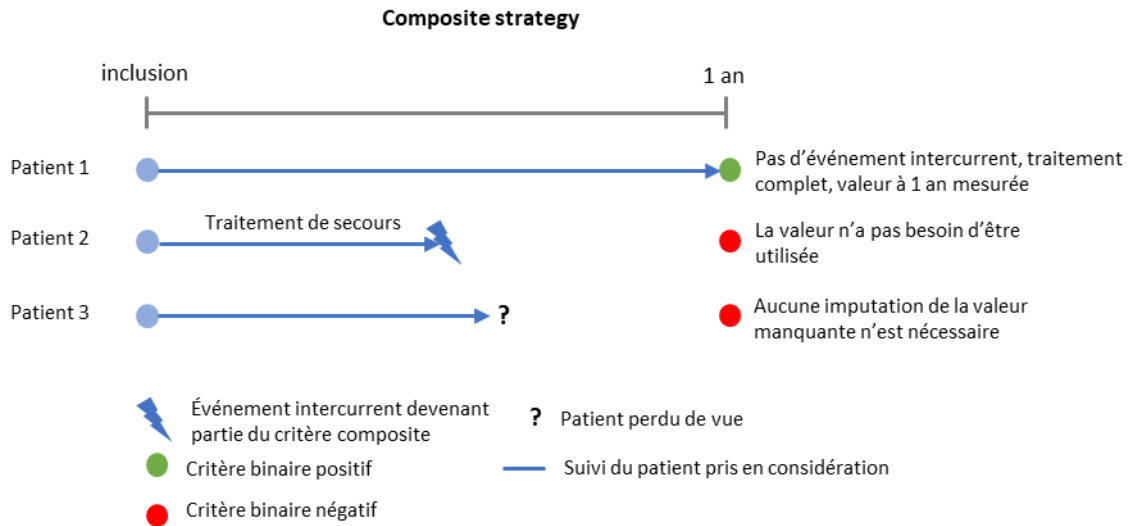 Composite strategy
inclusion
1 an
Patient 1
Pas d'événement intercurrent, traitement
complet, valeur à 1 an mesurée
Traitement de secours
Patient 2
La valeur n'a pas besoin d'être
utilisée
Patient 3
?
Aucune imputation de la valeur
manquante n'est nécessaire
Événement intercurrent devenant
partie du critère composite
? Patient perdu de vue
Critère binaire positif
Suivi du patient pris en considération
Critère binaire négatif